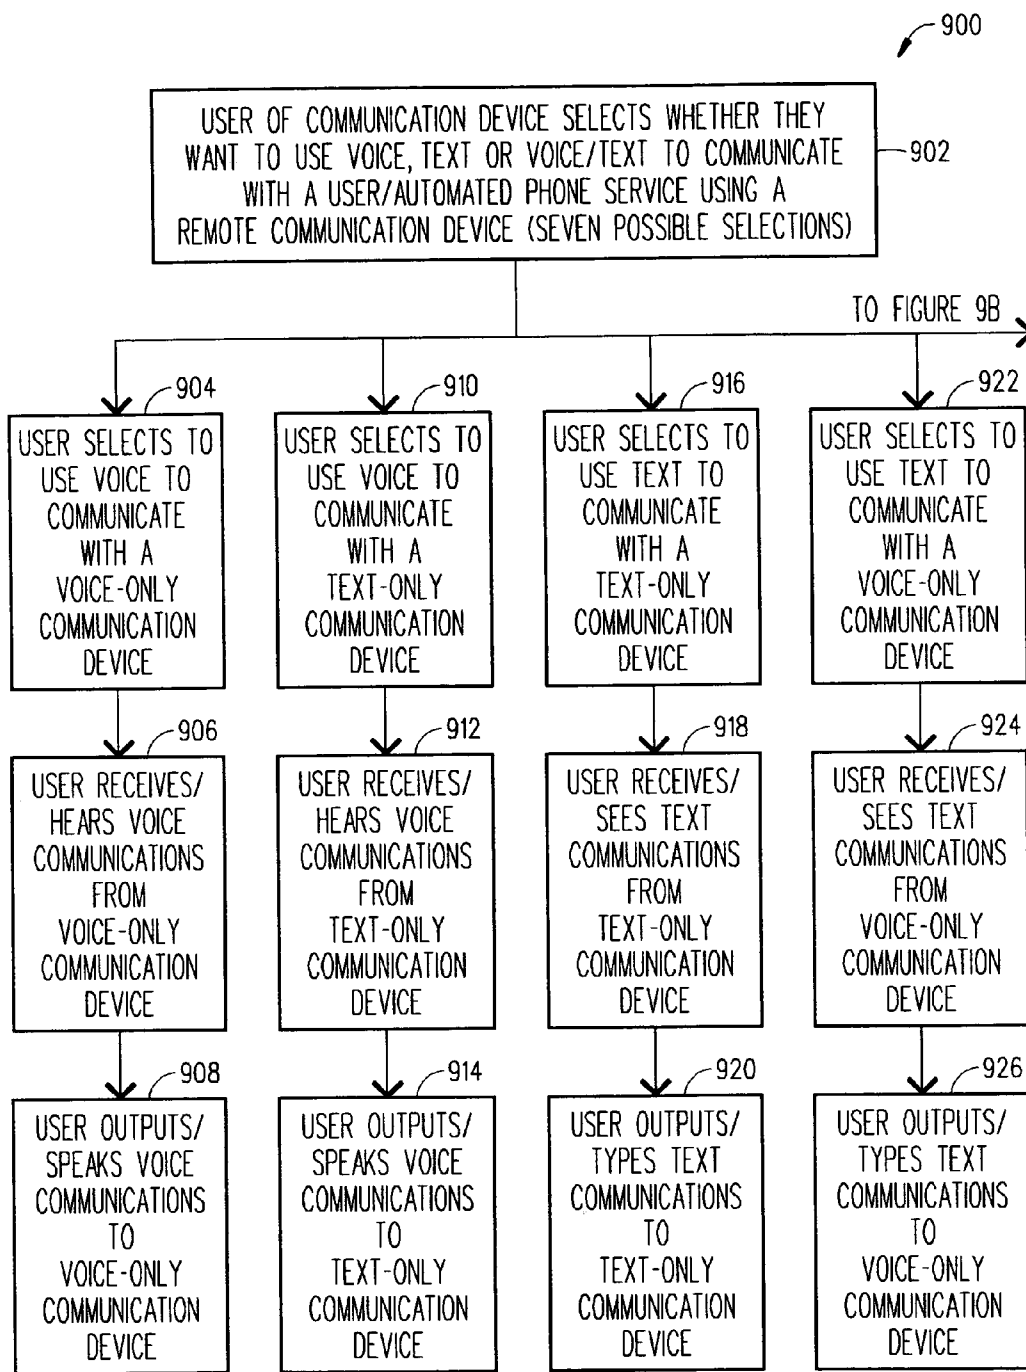 900
USER OF COMMUNICATION DEVICE SELECTS WHETHER THEY
WANT TO USE VOICE, TEXT OR VOICE/TEXT TO COMMUNICATE
WITH A USER/AUTOMATED PHONE SERVICE USING A
REMOTE COMMUNICATION DEVICE (SEVEN POSSIBLE SELECTIONS)
902
TO FIGURE 9B
904
USER SELECTS TO
USE VOICE TO
COMMUNICATE
WITH A
VOICE-ONLY
COMMUNICATION
DEVICE
910
USER SELECTS TO
USE VOICE TO
COMMUNICATE
WITH A
TEXT-ONLY
COMMUNICATION
DEVICE
916
USER SELECTS TO
USE TEXT TO
COMMUNICATE
WITH A
TEXT-ONLY
COMMUNICATION
DEVICE
922
USER SELECTS TO
USE TEXT TO
COMMUNICATE
WITH A
VOICE-ONLY
COMMUNICATION
DEVICE
906
USER RECEIVES/
HEARS VOICE
COMMUNICATIONS
FROM
VOICE-ONLY
COMMUNICATION
DEVICE
912
USER RECEIVES/
HEARS VOICE
COMMUNICATIONS
FROM
TEXT-ONLY
COMMUNICATION
DEVICE
918
USER RECEIVES/
SEES TEXT
COMMUNICATIONS
FROM
TEXT-ONLY
COMMUNICATION
DEVICE
924
USER RECEIVES/
SEES TEXT
COMMUNICATIONS
FROM
VOICE-ONLY
COMMUNICATION
DEVICE
908
USER OUTPUTS/
SPEAKS VOICE
COMMUNICATIONS
TO
VOICE-ONLY
COMMUNICATION
DEVICE
914
USER OUTPUTS/
SPEAKS VOICE
COMMUNICATIONS
TO
TEXT-ONLY
COMMUNICATION
DEVICE
920
USER OUTPUTS/
TYPES TEXT
COMMUNICATIONS
TO
TEXT-ONLY
COMMUNICATION
DEVICE
926
USER OUTPUTS/
TYPES TEXT
COMMUNICATIONS
TO
VOICE-ONLY
COMMUNICATION
DEVICE